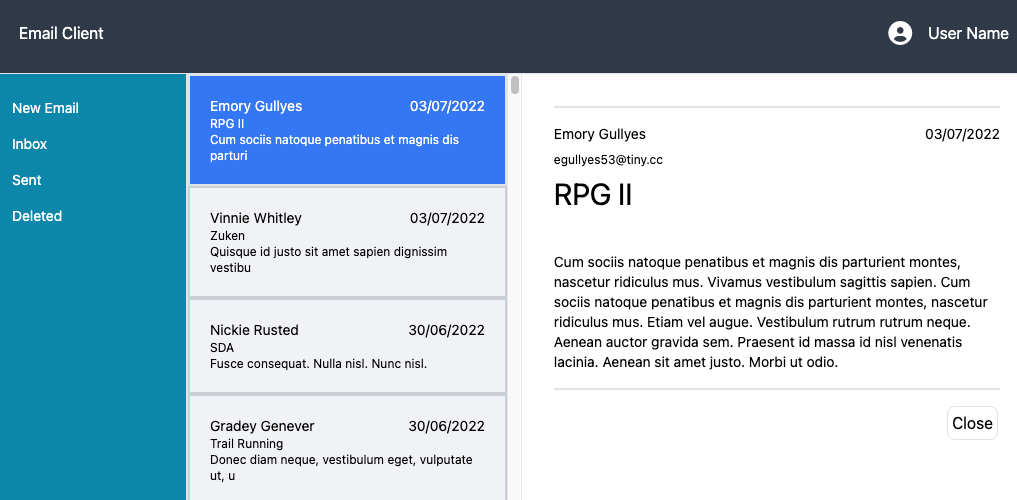 Email Client
User Name
New Email
Inbox
Sent
Deleted
Emory Gullyes 03/07/2022
RPG II
Cum sociis natoque penatibus et magnis dis
parturi
Vinnie Whitley 03/07/2022
Zuken
Quisque id justo sit amet sapien dignissim
vestibu
Nickie Rusted 30/06/2022
SDA
Fusce consequat. Nulla nisl. Nunc nisl.
Gradey Genever 30/06/2022
Trail Running
Donec diam neque, vestibulum eget, vulputate
ut, u
Emory Gullyes 03/07/2022
egullyes53@tiny.cc
RPG II
Cum sociis natoque penatibus et magnis dis parturient montes,
nascetur ridiculus mus. Vivamus vestibulum sagittis sapien. Cum
sociis natoque penatibus et magnis dis parturient montes, nascetur
ridiculus mus. Etiam vel augue. Vestibulum rutrum rutrum neque.
Aenean auctor gravida sem. Praesent id massa id nisl venenatis
lacinia. Aenean sit amet justo. Morbi ut odio.
Close